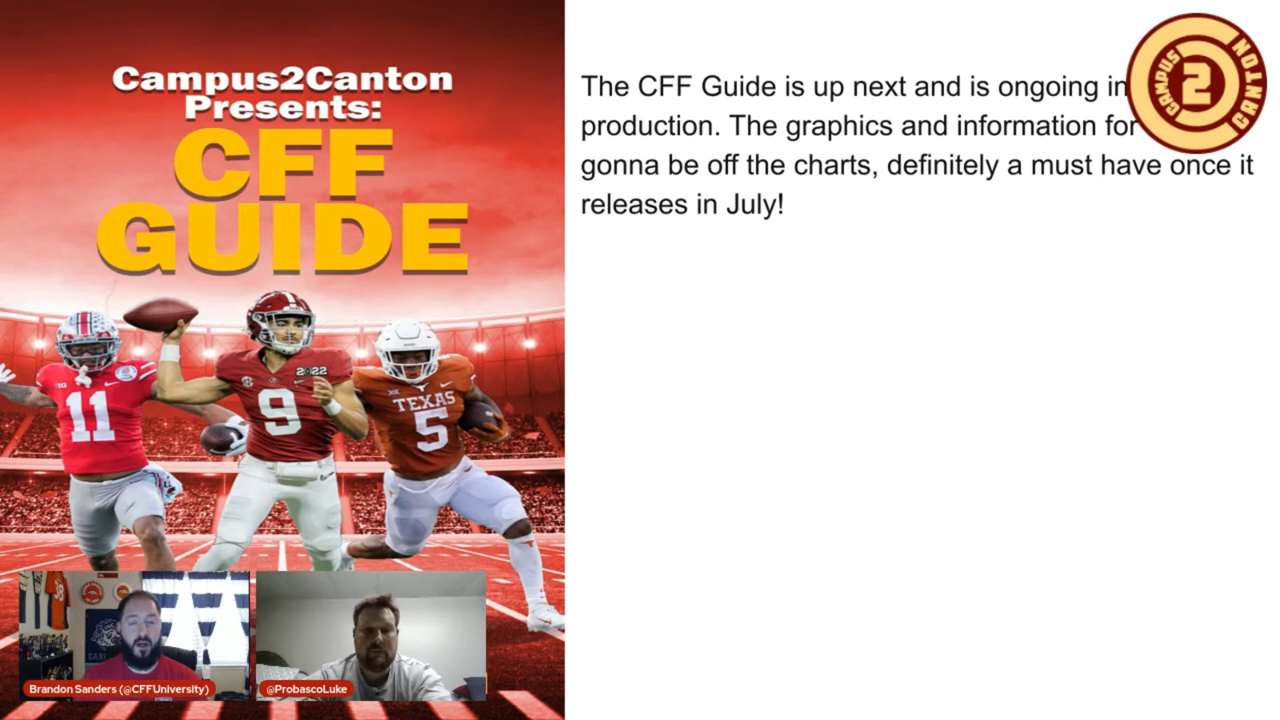 Campus2Canton
Presents:
CFF
GUIDE
The CFF Guide is up next and is ongoing in
production. The graphics and information for
gonna be off the charts, definitely a must have once it
releases in July!
CAMPUS
2
CANTON
11
2022
9
TEXAS
5
Brandon Sanders (@CFFUniversity)
@ProbascoLuke